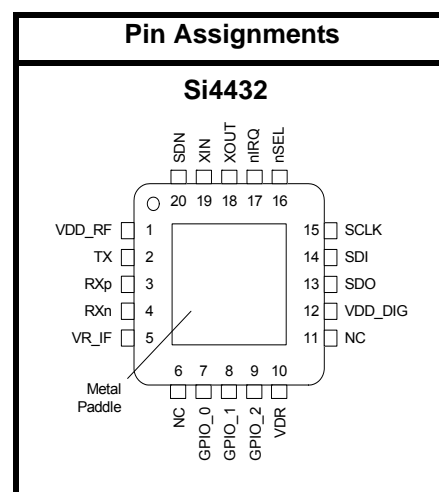 Pin Assignments
Si4432
SDN XIN XOUT nIRQ nSEL
20 19 18 17 16
VDD_RF 1 15 SCLK
TX 2 14 SDI
RXp 3 13 SDO
RXn 4 12 VDD_DIG
VR_IF 5 11 NC
6 7 8 9 10
Metal
Paddle
NC GPIO_0 GPIO_1 GPIO_2 VDR